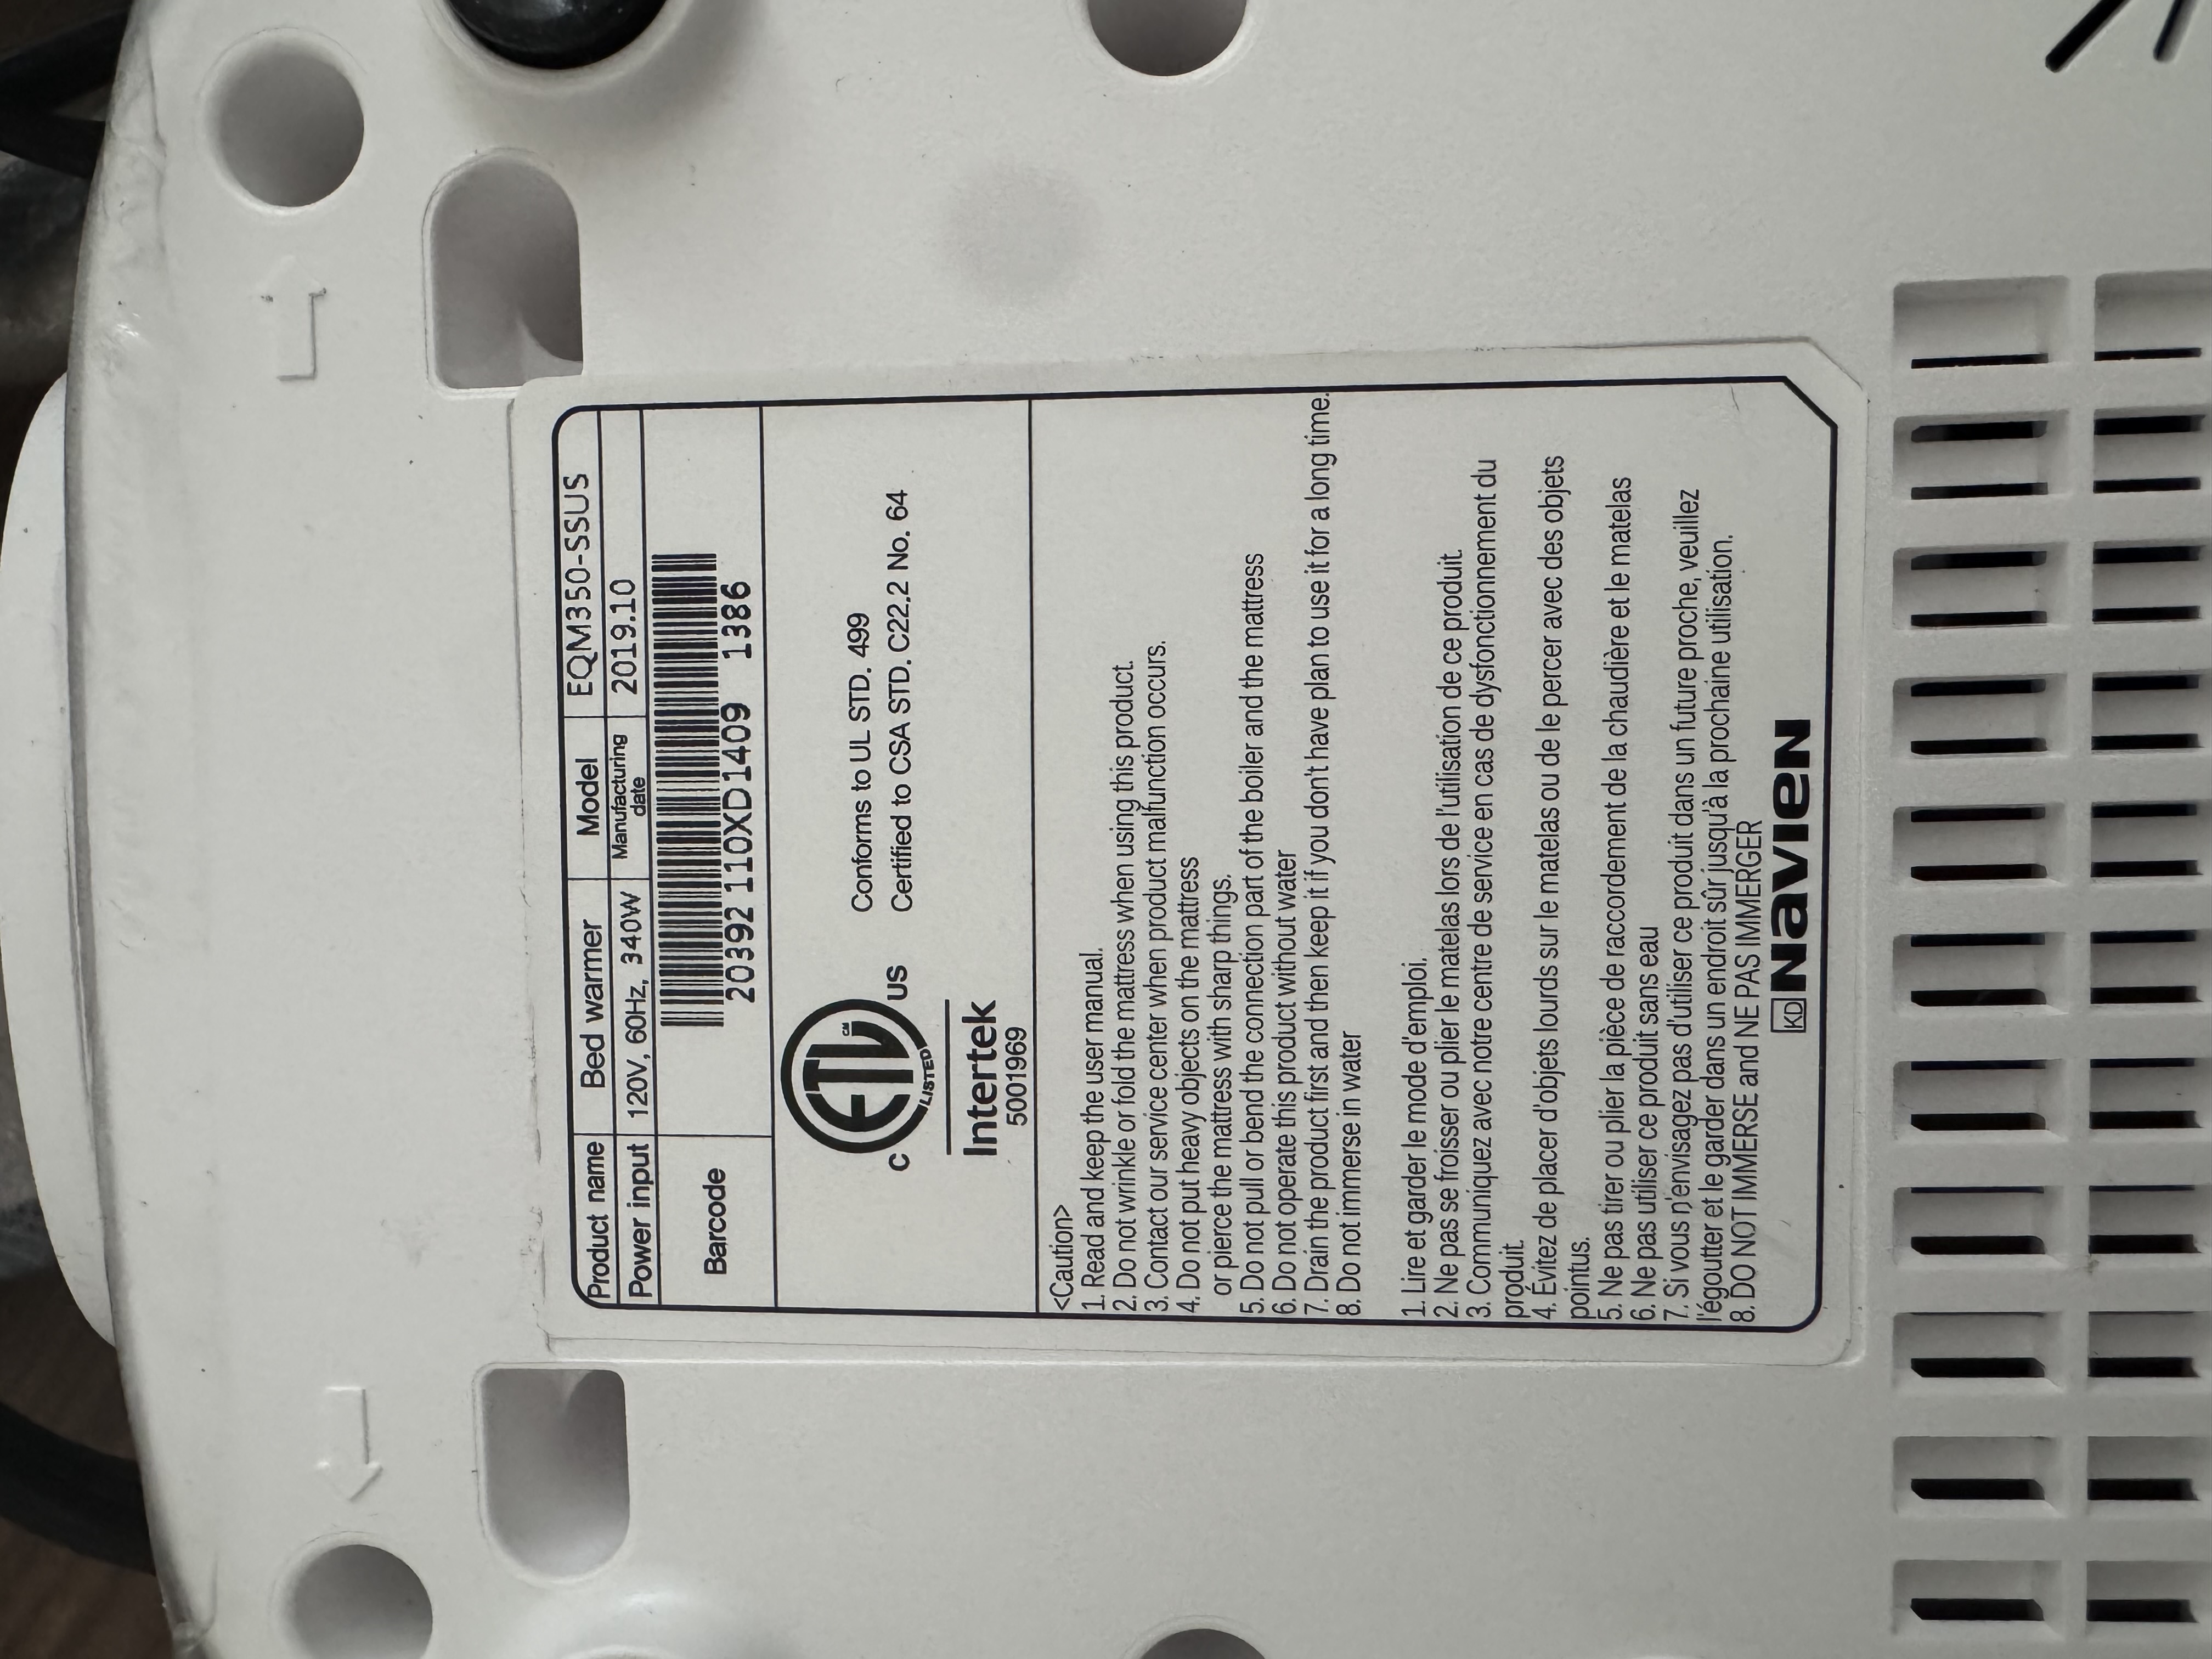 Product name Bed warmer Model EQM350-SSUS
Power input 120V, 60Hz, 340W Manufacturing date 2019.10
Barcode 20392110XD1409 1386
C ETL CM LISTED US
Intertek
5001969
Conforms to UL STD. 499
Certified to CSA STD. C22.2 No. 64
<Caution>
1. Read and keep the user manual.
2. Do not wrinkle or fold the mattress when using this product.
3. Contact our service center when product malfunction occurs.
4. Do not put heavy objects on the mattress
or pierce the mattress with sharp things.
5. Do not pull or bend the connection part of the boiler and the mattress
6. Do not operate this product without water
7. Drain the product first and then keep it if you don't have plan to use it for a long time.
8. Do not immerse in water
1. Lire et garder le mode d'emploi.
2. Ne pas se froisser ou plier le matelas lors de l'utilisation de ce produit.
3. Communiquez avec notre centre de service en cas de dysfonctionnement du
produit.
4. Évitez de placer d'objets lourds sur le matelas ou de le percer avec des objets
pointus.
5. Ne pas tirer ou plier la pièce de raccordement de la chaudière et le matelas
6. Ne pas utiliser ce produit sans eau
7. Si vous n'envisagez pas d'utiliser ce produit dans un future proche, veuillez
l'égoutter et le garder dans un endroit sûr jusqu'à la prochaine utilisation.
8. DO NOT IMMERSE and NE PAS IMMERGER
KD NAVIEN